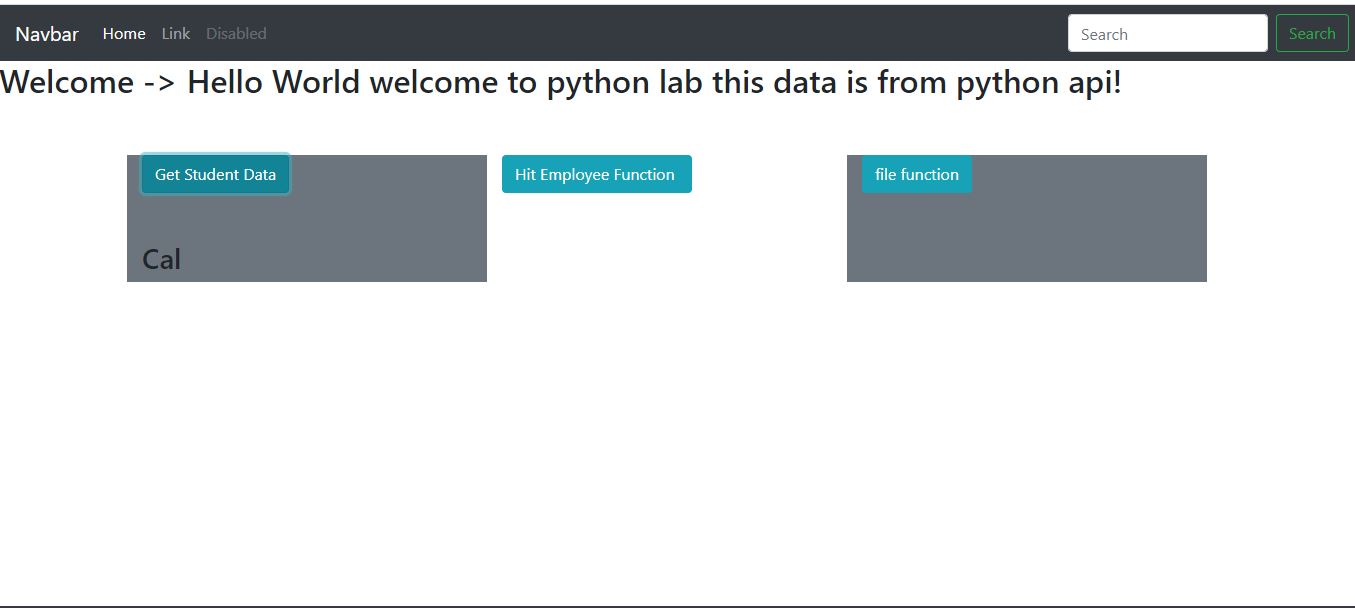 Navbar Home Link Disabled Search Search
Welcome -> Hello World welcome to python lab this data is from python api!
Get Student Data Hit Employee Function file function
Cal